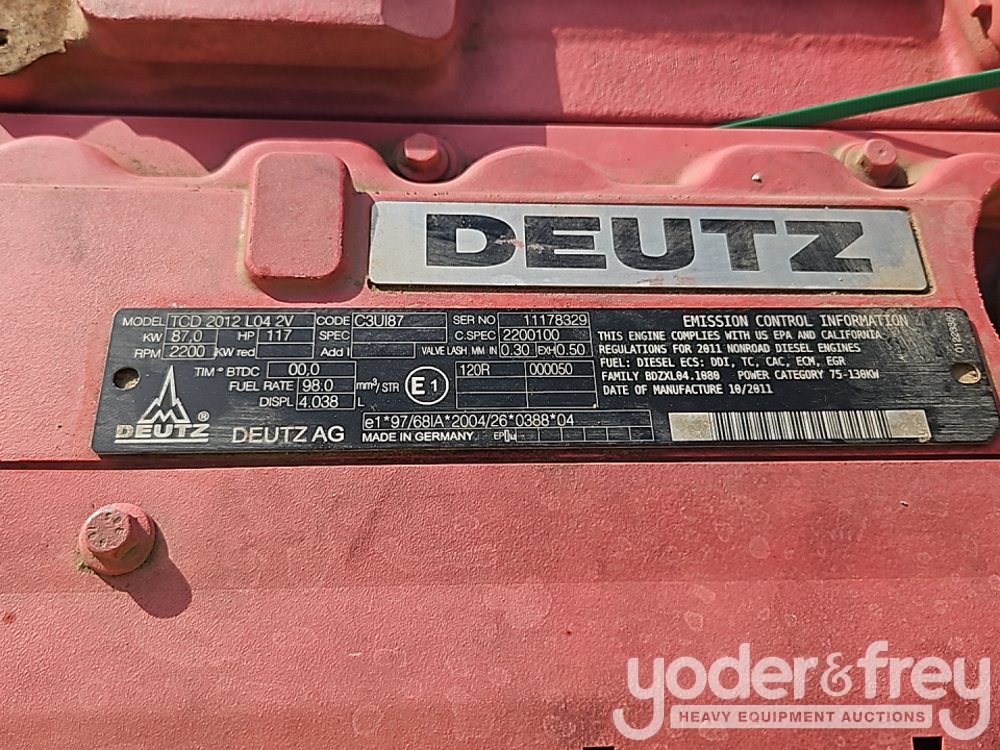 DEUTZ
MODEL TCD 2012 L04 2V CODE C3UI87 SER NO 11178329
KW 87,0 HP 117 SPEC C.SPEC 2200100
RPM 2200 KW red Add'l VALVE LASH MM IN 0.30 EXH 0.50
TIM ° BTDC 00,0 120R 000050
FUEL RATE 98.0 mm³/STR E1
DISPL 4.038 L
DEUTZ ® DEUTZ AG
e1*97/68IA*2004/26*0388*04
MADE IN GERMANY
EMISSION CONTROL INFORMATION
THIS ENGINE COMPLIES WITH US EPA AND CALIFORNIA
REGULATIONS FOR 2011 NONROAD DIESEL ENGINES
FUEL: DIESEL ECS: DDI, TC, CAC, ECM, EGR
FAMILY BDZXL04.1080 POWER CATEGORY 75-130KW
DATE OF MANUFACTURE 10/2011
yoder&frey
HEAVY EQUIPMENT AUCTIONS